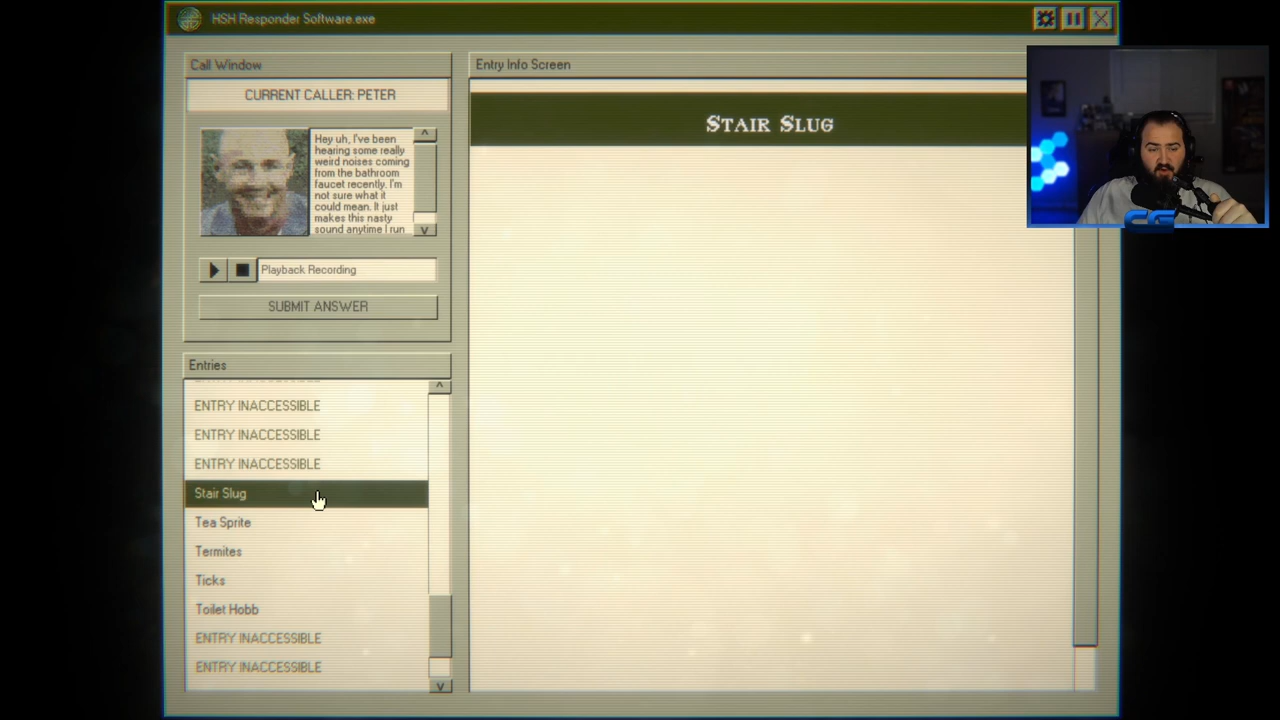 HSH Responder Software.exe
Call Window
CURRENT CALLER: PETER
Hey uh, I've been
hearing some really
weird noises coming
from the bathroom
faucet recently. I'm
not sure what it
could mean. It just
makes this nasty
sound anytime I run
Playback Recording
SUBMIT ANSWER
Entries
ENTRY INACCESSIBLE
ENTRY INACCESSIBLE
ENTRY INACCESSIBLE
Stair Slug
Tea Sprite
Termites
Ticks
Toilet Hobb
ENTRY INACCESSIBLE
ENTRY INACCESSIBLE
Entry Info Screen
Stair Slug
CG